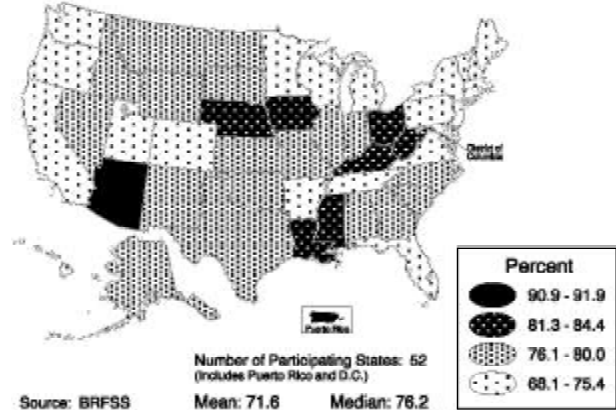 District of
Columbia
Percent
90.9 - 91.9
81.3 - 84.4
76.1 - 80.0
68.1 - 75.4
Puerto Rico
Number of Participating States: 52
(Includes Puerto Rico and D.C.)
Source: BRFSS
Mean: 71.6
Median: 76.2